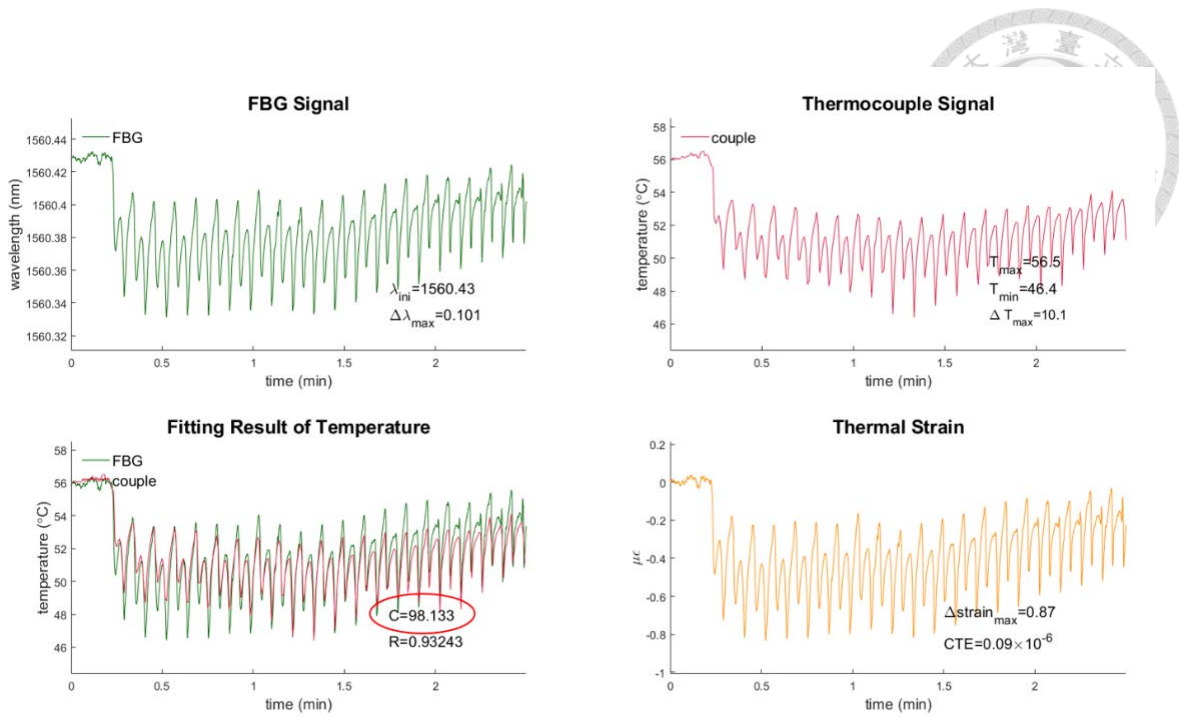 大 灣 臺
FBG Signal
FBG
1560.44
1560.42
1560.4
1560.38
1560.36
1560.34
1560.32
wavelength (nm)
λini=1560.43
Δλmax=0.101
0 0.5 1 1.5 2
time (min)
Thermocouple Signal
couple
58
56
54
52
50
48
46
temperature (°C)
Tmax=56.5
Tmin=46.4
Δ Tmax=10.1
0 0.5 1 1.5 2
time (min)
Fitting Result of Temperature
FBG
couple
58
56
54
52
50
48
46
temperature (°C)
C=98.133
R=0.93243
0 0.5 1 1.5 2
time (min)
Thermal Strain
0.2
0
-0.2
-0.4
-0.6
-0.8
-1
με
Δstrainmax=0.87
CTE=0.09×10-6
0 0.5 1 1.5 2
time (min)